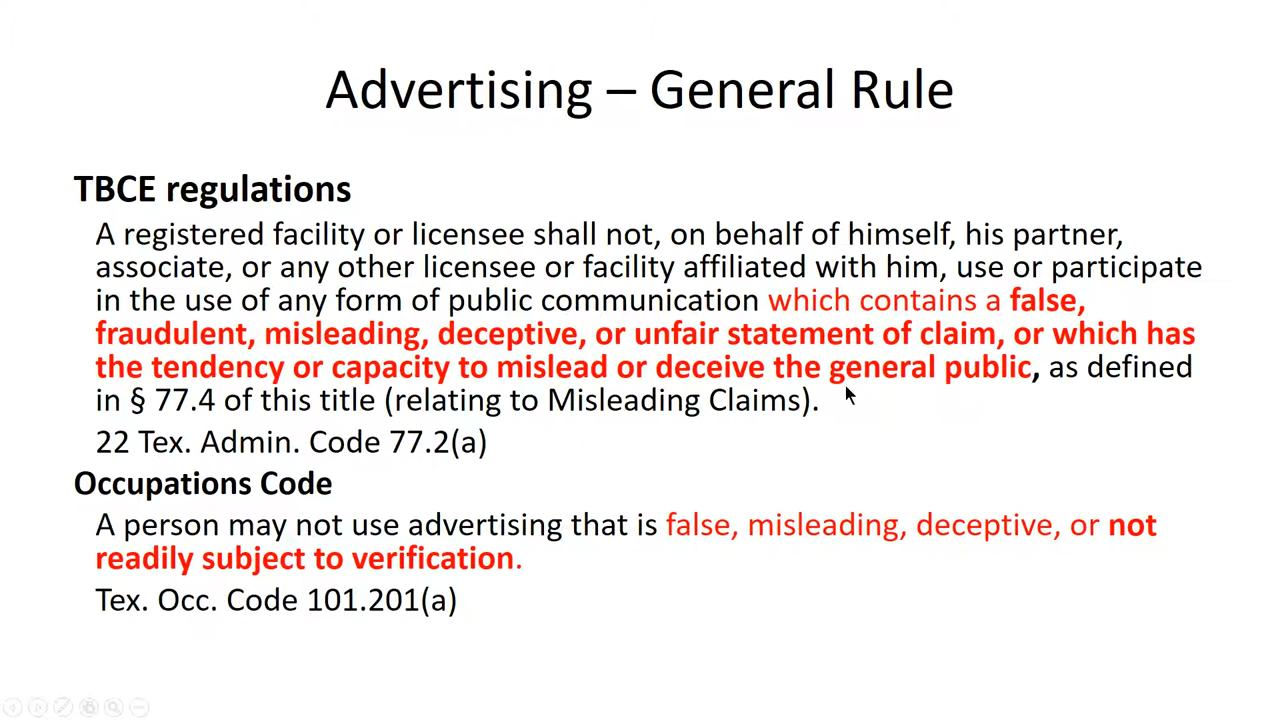 Advertising – General Rule
TBCE regulations
A registered facility or licensee shall not, on behalf of himself, his partner,
associate, or any other licensee or facility affiliated with him, use or participate
in the use of any form of public communication which contains a false,
fraudulent, misleading, deceptive, or unfair statement of claim, or which has
the tendency or capacity to mislead or deceive the general public, as defined
in § 77.4 of this title (relating to Misleading Claims).
22 Tex. Admin. Code 77.2(a)
Occupations Code
A person may not use advertising that is false, misleading, deceptive, or not
readily subject to verification.
Tex. Occ. Code 101.201(a)